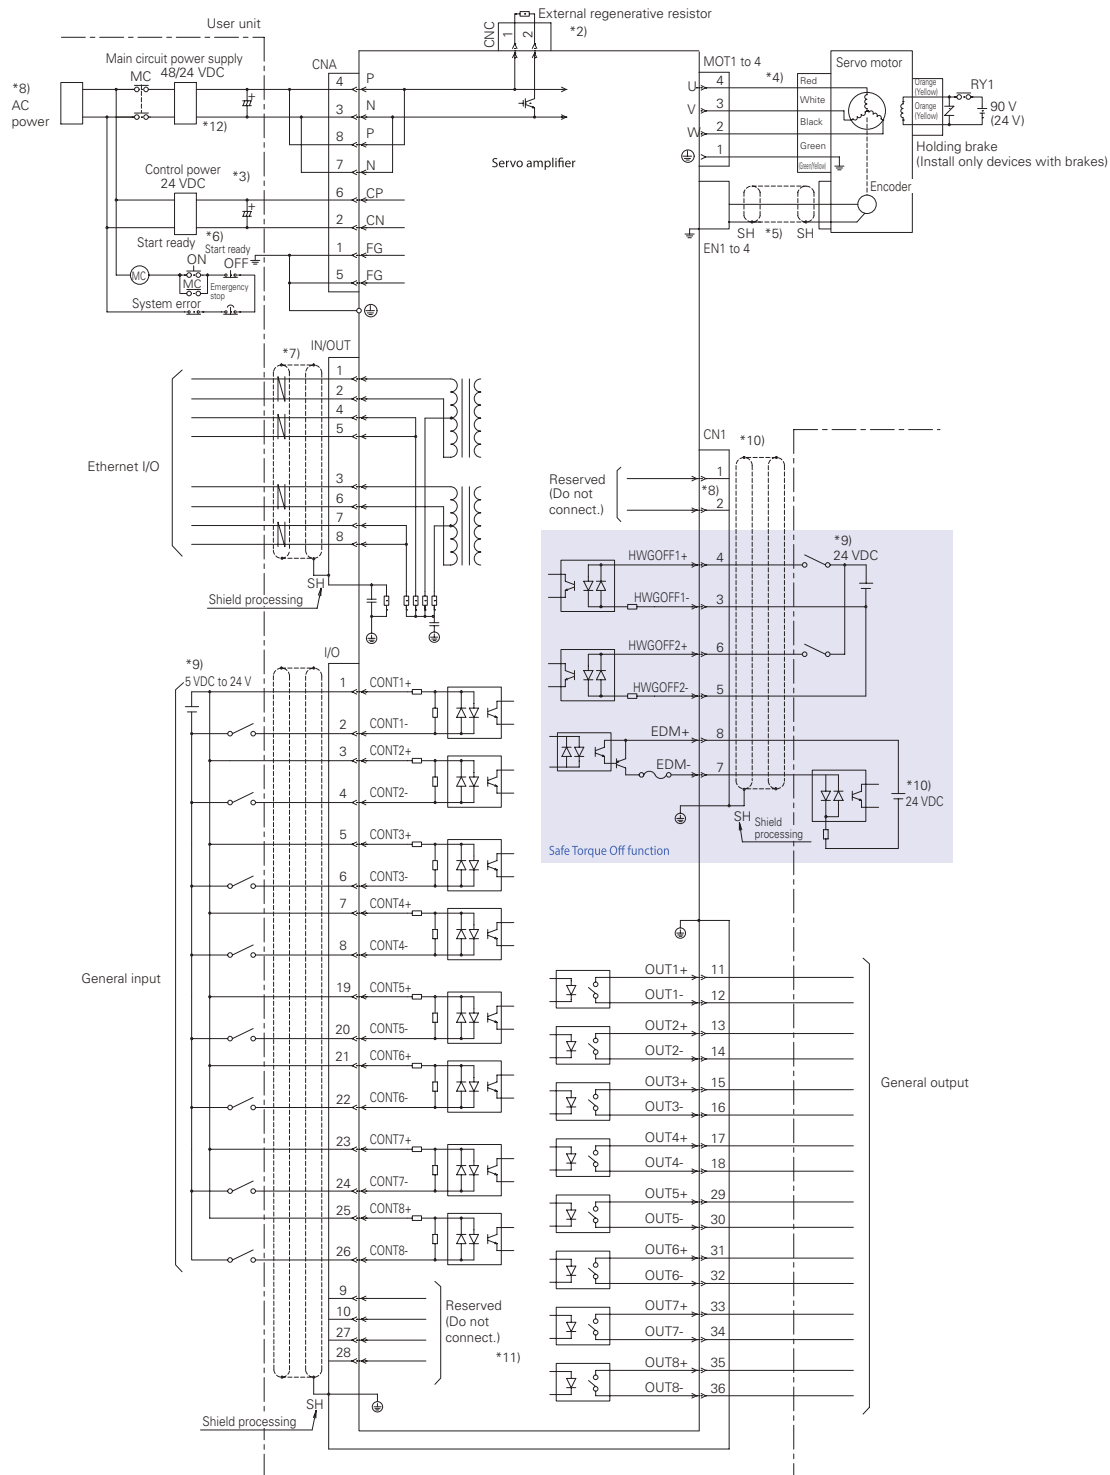 User unit
External regenerative resistor
*2)
CNC
1
2
Main circuit power supply
48/24 VDC
MC
*8)
AC
power
*12)
CNA
4
P
3
N
8
P
7
N
Control power
24 VDC
*3)
6
CP
2
CN
Start ready
*6)
Start ready
ON
OFF
1
FG
MC
MC
Emergency
stop
5
FG
System error
Servo amplifier
MOT1 to 4
*4)
Servo motor
U
4
Red
V
3
White
W
2
Black
1
Green
(Green/Yellow)
Orange
(Yellow)
Orange
(Yellow)
RY1
90 V
(24 V)
Holding brake
(Install only devices with brakes)
Encoder
SH
*5)
SH
EN1 to 4
IN/OUT
*7)
1
2
4
5
Ethernet I/O
3
6
7
8
SH
Shield processing
CN1
*10)
Reserved
(Do not
connect.)
1
*8)
2
*9)
24 VDC
HWGOFF1+
4
HWGOFF1-
3
HWGOFF2+
6
HWGOFF2-
5
EDM+
8
EDM-
7
*10)
24 VDC
SH
Shield
processing
Safe Torque Off function
I/O
*9)
5 VDC to 24 V
General input
1
CONT1+
2
CONT1-
3
CONT2+
4
CONT2-
5
CONT3+
6
CONT3-
7
CONT4+
8
CONT4-
19
CONT5+
20
CONT5-
21
CONT6+
22
CONT6-
23
CONT7+
24
CONT7-
25
CONT8+
26
CONT8-
9
10
27
28
Reserved
(Do not
connect.)
*11)
SH
Shield processing
OUT1+
11
OUT1-
12
OUT2+
13
OUT2-
14
OUT3+
15
OUT3-
16
OUT4+
17
OUT4-
18
OUT5+
29
OUT5-
30
OUT6+
31
OUT6-
32
OUT7+
33
OUT7-
34
OUT8+
35
OUT8-
36
General output